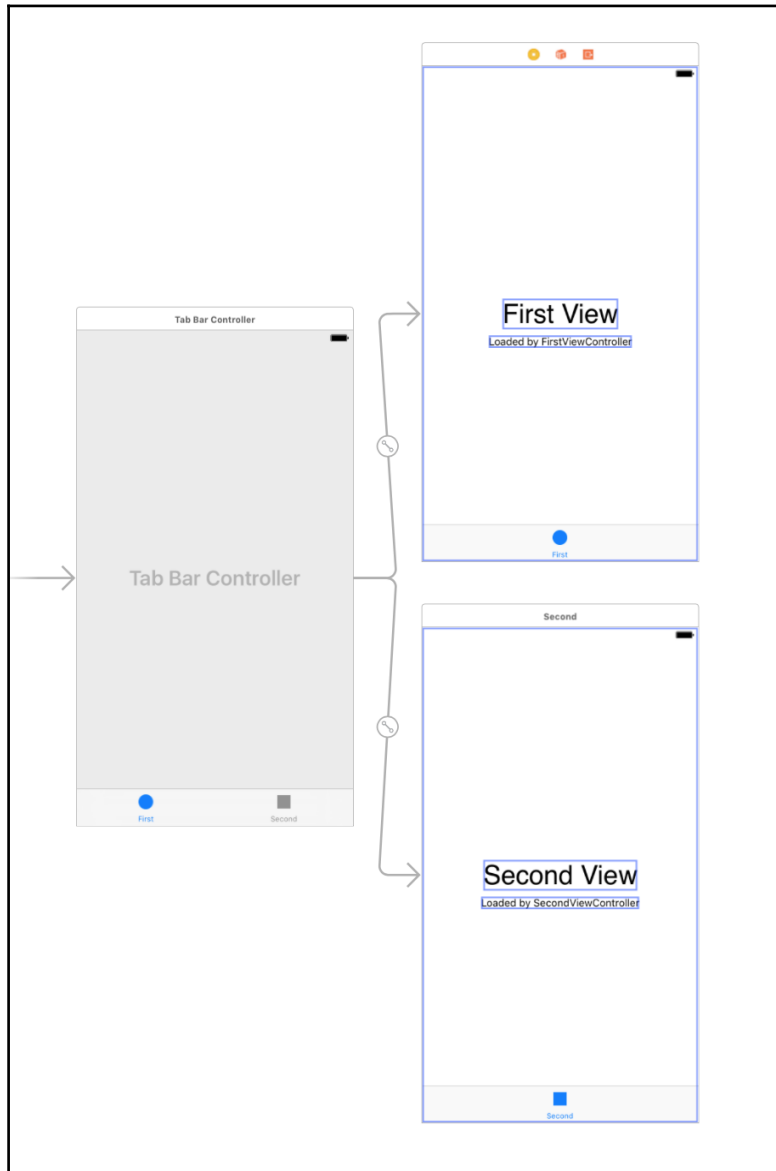 Tab Bar Controller
Tab Bar Controller
First
Second
First View
Loaded by FirstViewController
First
Second
Second View
Loaded by SecondViewController
Second